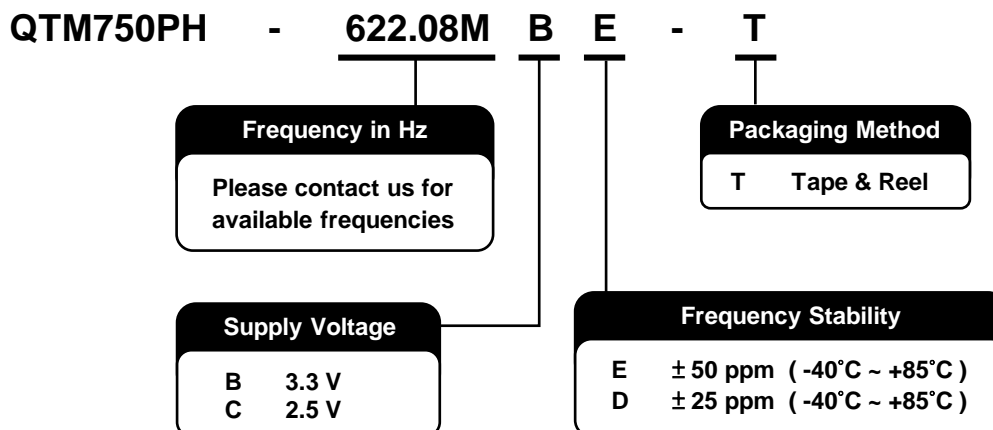 QTM750PH - 622.08M B E - T
Frequency in Hz
Please contact us for
available frequencies
Packaging Method
T Tape & Reel
Supply Voltage
B 3.3 V
C 2.5 V
Frequency Stability
E ± 50 ppm ( -40˚C ~ +85˚C )
D ± 25 ppm ( -40˚C ~ +85˚C )